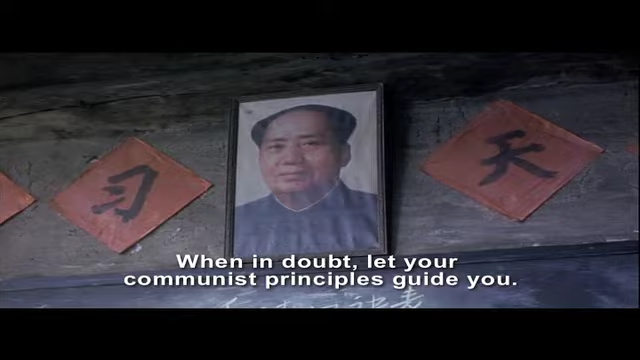 习
天
When in doubt, let your
communist principles guide you.